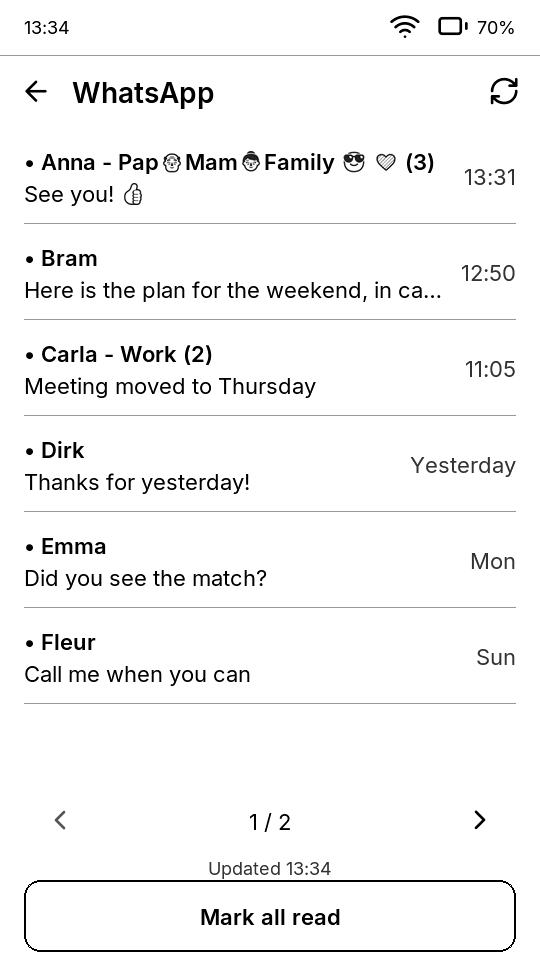 13:34
70%
WhatsApp
• Anna - Pap👴Mam👵Family 😎 🤍 (3)
13:31
See you! 👍
• Bram
12:50
Here is the plan for the weekend, in ca...
• Carla - Work (2)
11:05
Meeting moved to Thursday
• Dirk
Yesterday
Thanks for yesterday!
• Emma
Mon
Did you see the match?
• Fleur
Sun
Call me when you can
1 / 2
Updated 13:34
Mark all read